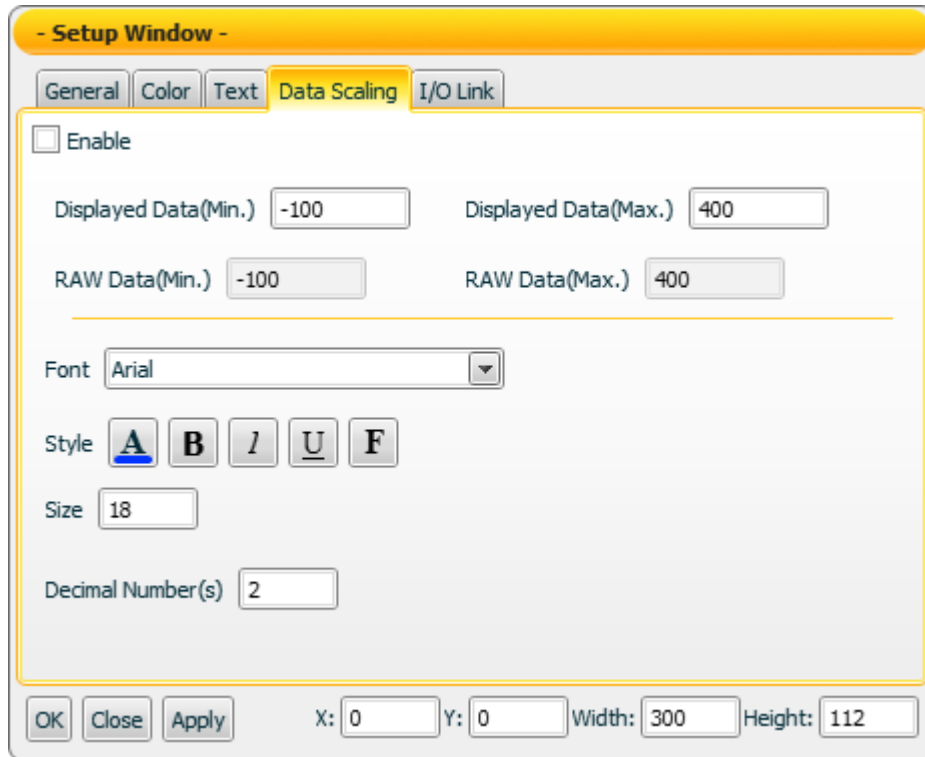 - Setup Window -
General Color Text Data Scaling I/O Link
Enable
Displayed Data(Min.) -100 Displayed Data(Max.) 400
RAW Data(Min.) -100 RAW Data(Max.) 400
Font Arial
Style A B I U F
Size 18
Decimal Number(s) 2
OK Close Apply X: 0 Y: 0 Width: 300 Height: 112